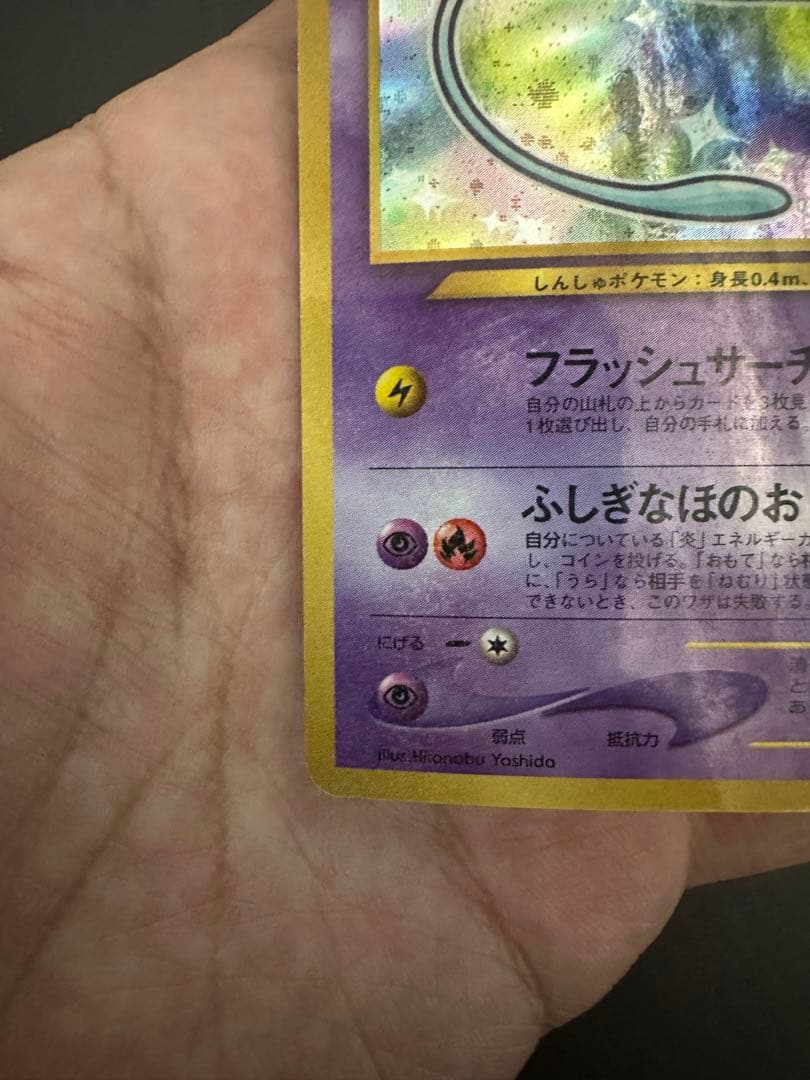 しんしゅポケモン：身長0.4m、
フラッシュサーチ
自分の山札の上からカードを3枚見
1枚選び出し、自分の手札に加える。
ふしぎなほのお
自分についている「炎」エネルギーカ
し、コインを投げる。「おもて」なら相
に、「うら」なら相手を「ねむり」状態
できないとき、このワザは失敗する
にげる
弱点
抵抗力
illus.Hironobu Yoshida